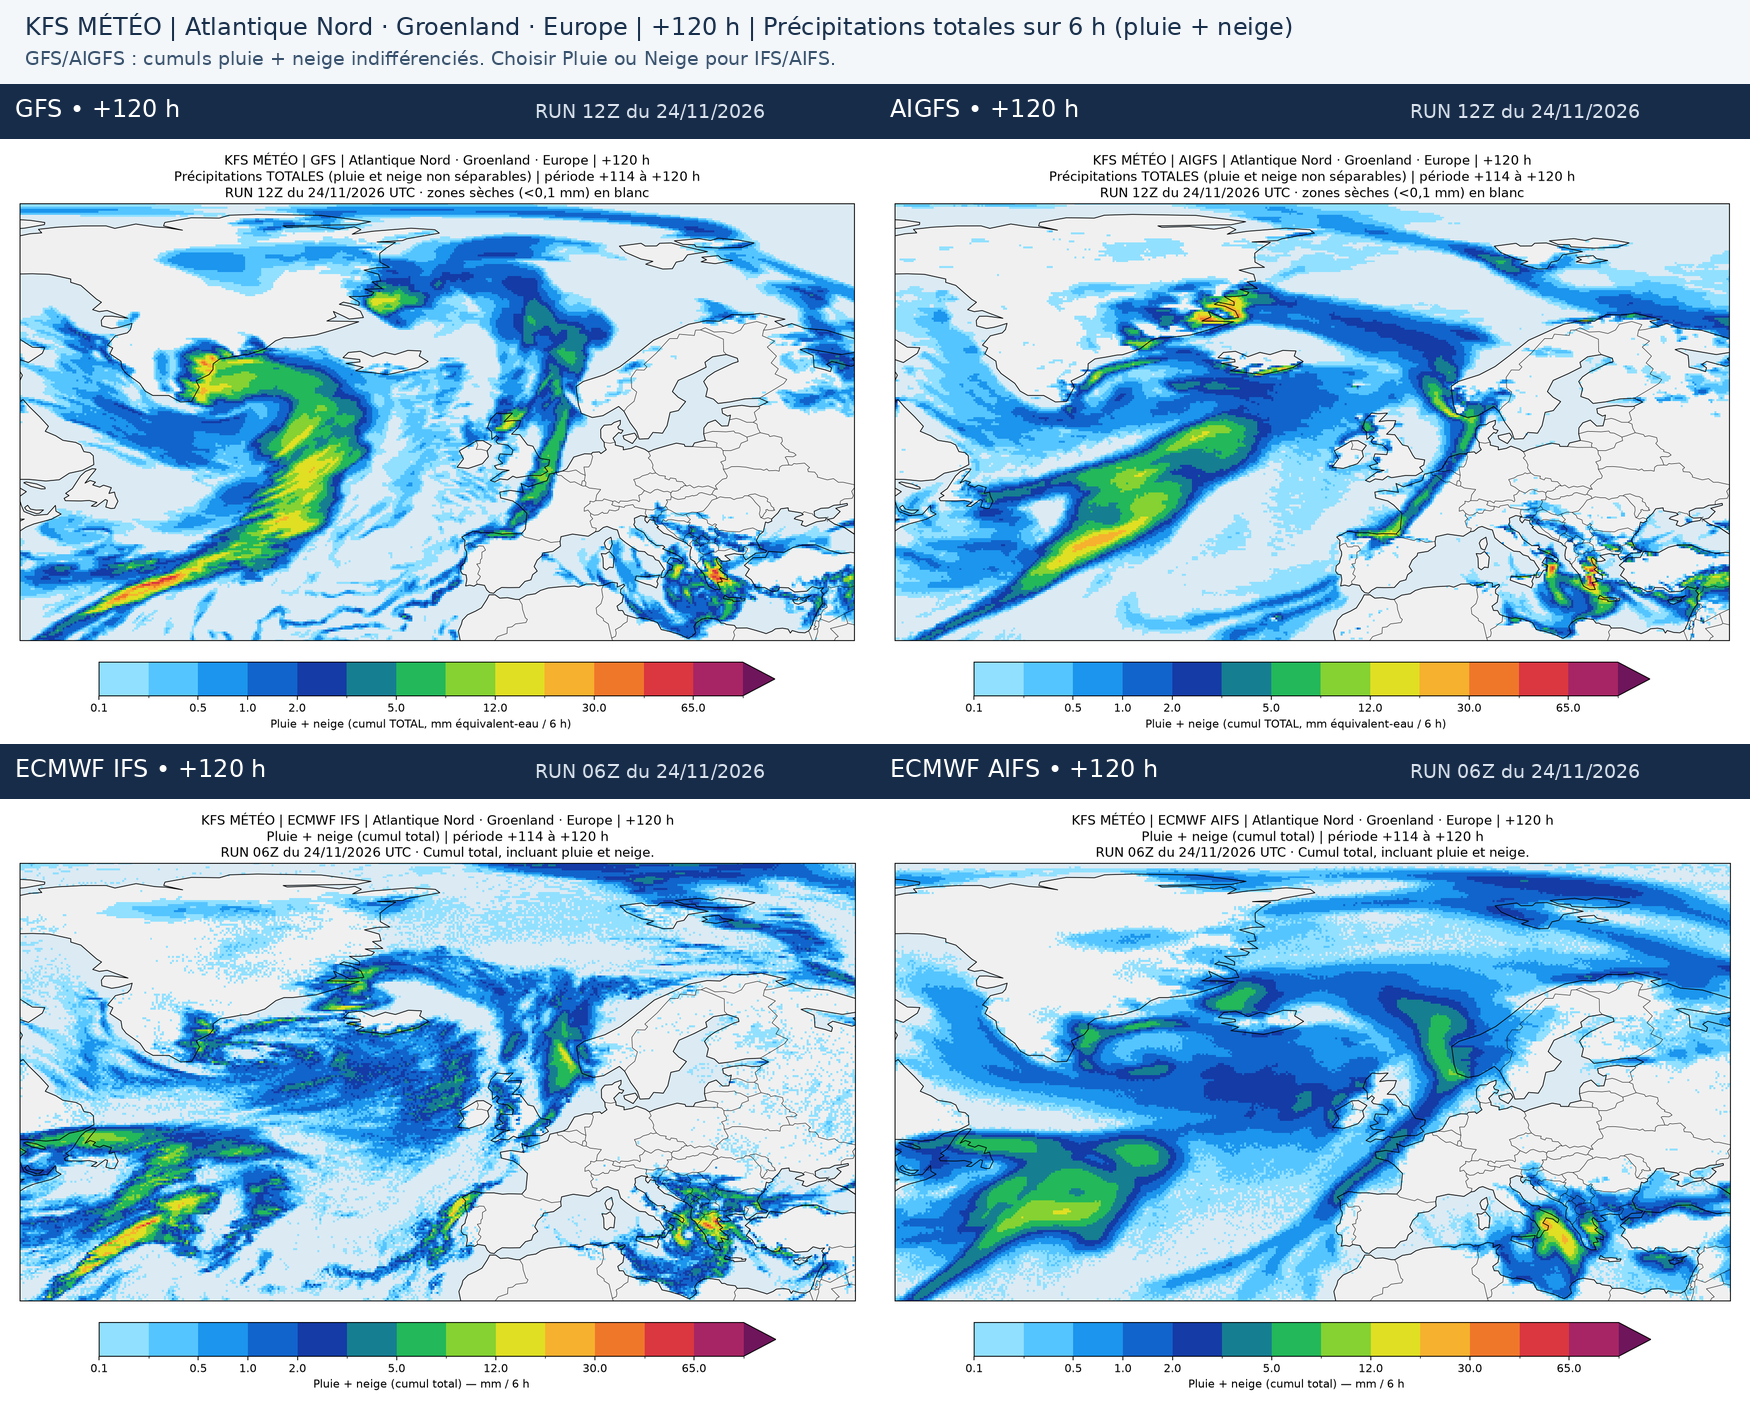 KFS MÉTÉO | Atlantique Nord · Groenland · Europe | +120 h | Précipitations totales sur 6 h (pluie + neige)
GFS/AIGFS : cumuls pluie + neige indifférenciés. Choisir Pluie ou Neige pour IFS/AIFS.
GFS • +120 h RUN 12Z du 24/11/2026
KFS MÉTÉO | GFS | Atlantique Nord · Groenland · Europe | +120 h
Précipitations TOTALES (pluie et neige non séparables) | période +114 à +120 h
RUN 12Z du 24/11/2026 UTC · zones sèches (<0,1 mm) en blanc
0.1 0.5 1.0 2.0 5.0 12.0 30.0 65.0
Pluie + neige (cumul TOTAL, mm équivalent-eau / 6 h)
AIGFS • +120 h RUN 12Z du 24/11/2026
KFS MÉTÉO | AIGFS | Atlantique Nord · Groenland · Europe | +120 h
Précipitations TOTALES (pluie et neige non séparables) | période +114 à +120 h
RUN 12Z du 24/11/2026 UTC · zones sèches (<0,1 mm) en blanc
0.1 0.5 1.0 2.0 5.0 12.0 30.0 65.0
Pluie + neige (cumul TOTAL, mm équivalent-eau / 6 h)
ECMWF IFS • +120 h RUN 06Z du 24/11/2026
KFS MÉTÉO | ECMWF IFS | Atlantique Nord · Groenland · Europe | +120 h
Pluie + neige (cumul total) | période +114 à +120 h
RUN 06Z du 24/11/2026 UTC · Cumul total, incluant pluie et neige.
0.1 0.5 1.0 2.0 5.0 12.0 30.0 65.0
Pluie + neige (cumul total) — mm / 6 h
ECMWF AIFS • +120 h RUN 06Z du 24/11/2026
KFS MÉTÉO | ECMWF AIFS | Atlantique Nord · Groenland · Europe | +120 h
Pluie + neige (cumul total) | période +114 à +120 h
RUN 06Z du 24/11/2026 UTC · Cumul total, incluant pluie et neige.
0.1 0.5 1.0 2.0 5.0 12.0 30.0 65.0
Pluie + neige (cumul total) — mm / 6 h